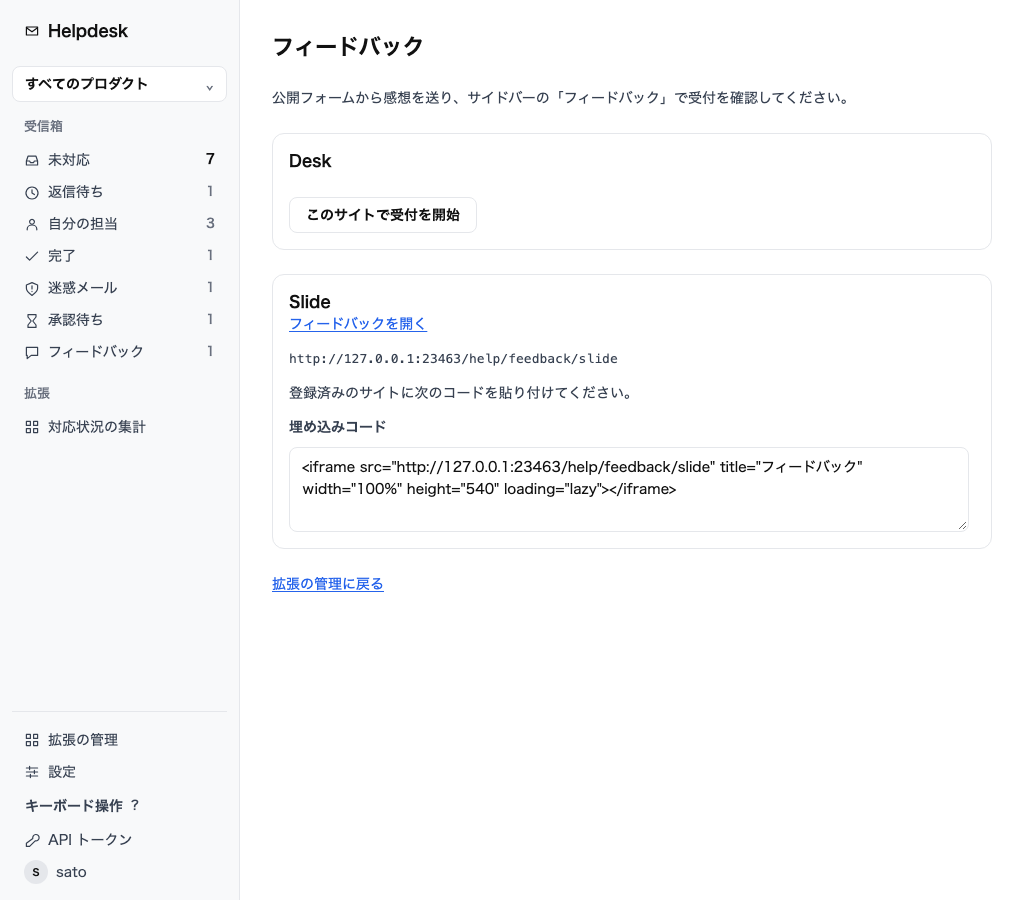 Helpdesk
すべてのプロダクト
受信箱
未対応 7
返信待ち 1
自分の担当 3
完了 1
迷惑メール 1
承認待ち 1
フィードバック 1
拡張
対応状況の集計
拡張の管理
設定
キーボード操作 ?
API トークン
S sato
フィードバック
公開フォームから感想を送り、サイドバーの「フィードバック」で受付を確認してください。
Desk
このサイトで受付を開始
Slide
フィードバックを開く
http://127.0.0.1:23463/help/feedback/slide
登録済みのサイトに次のコードを貼り付けてください。
埋め込みコード
<iframe src="http://127.0.0.1:23463/help/feedback/slide" title="フィードバック"
width="100%" height="540" loading="lazy"></iframe>
拡張の管理に戻る